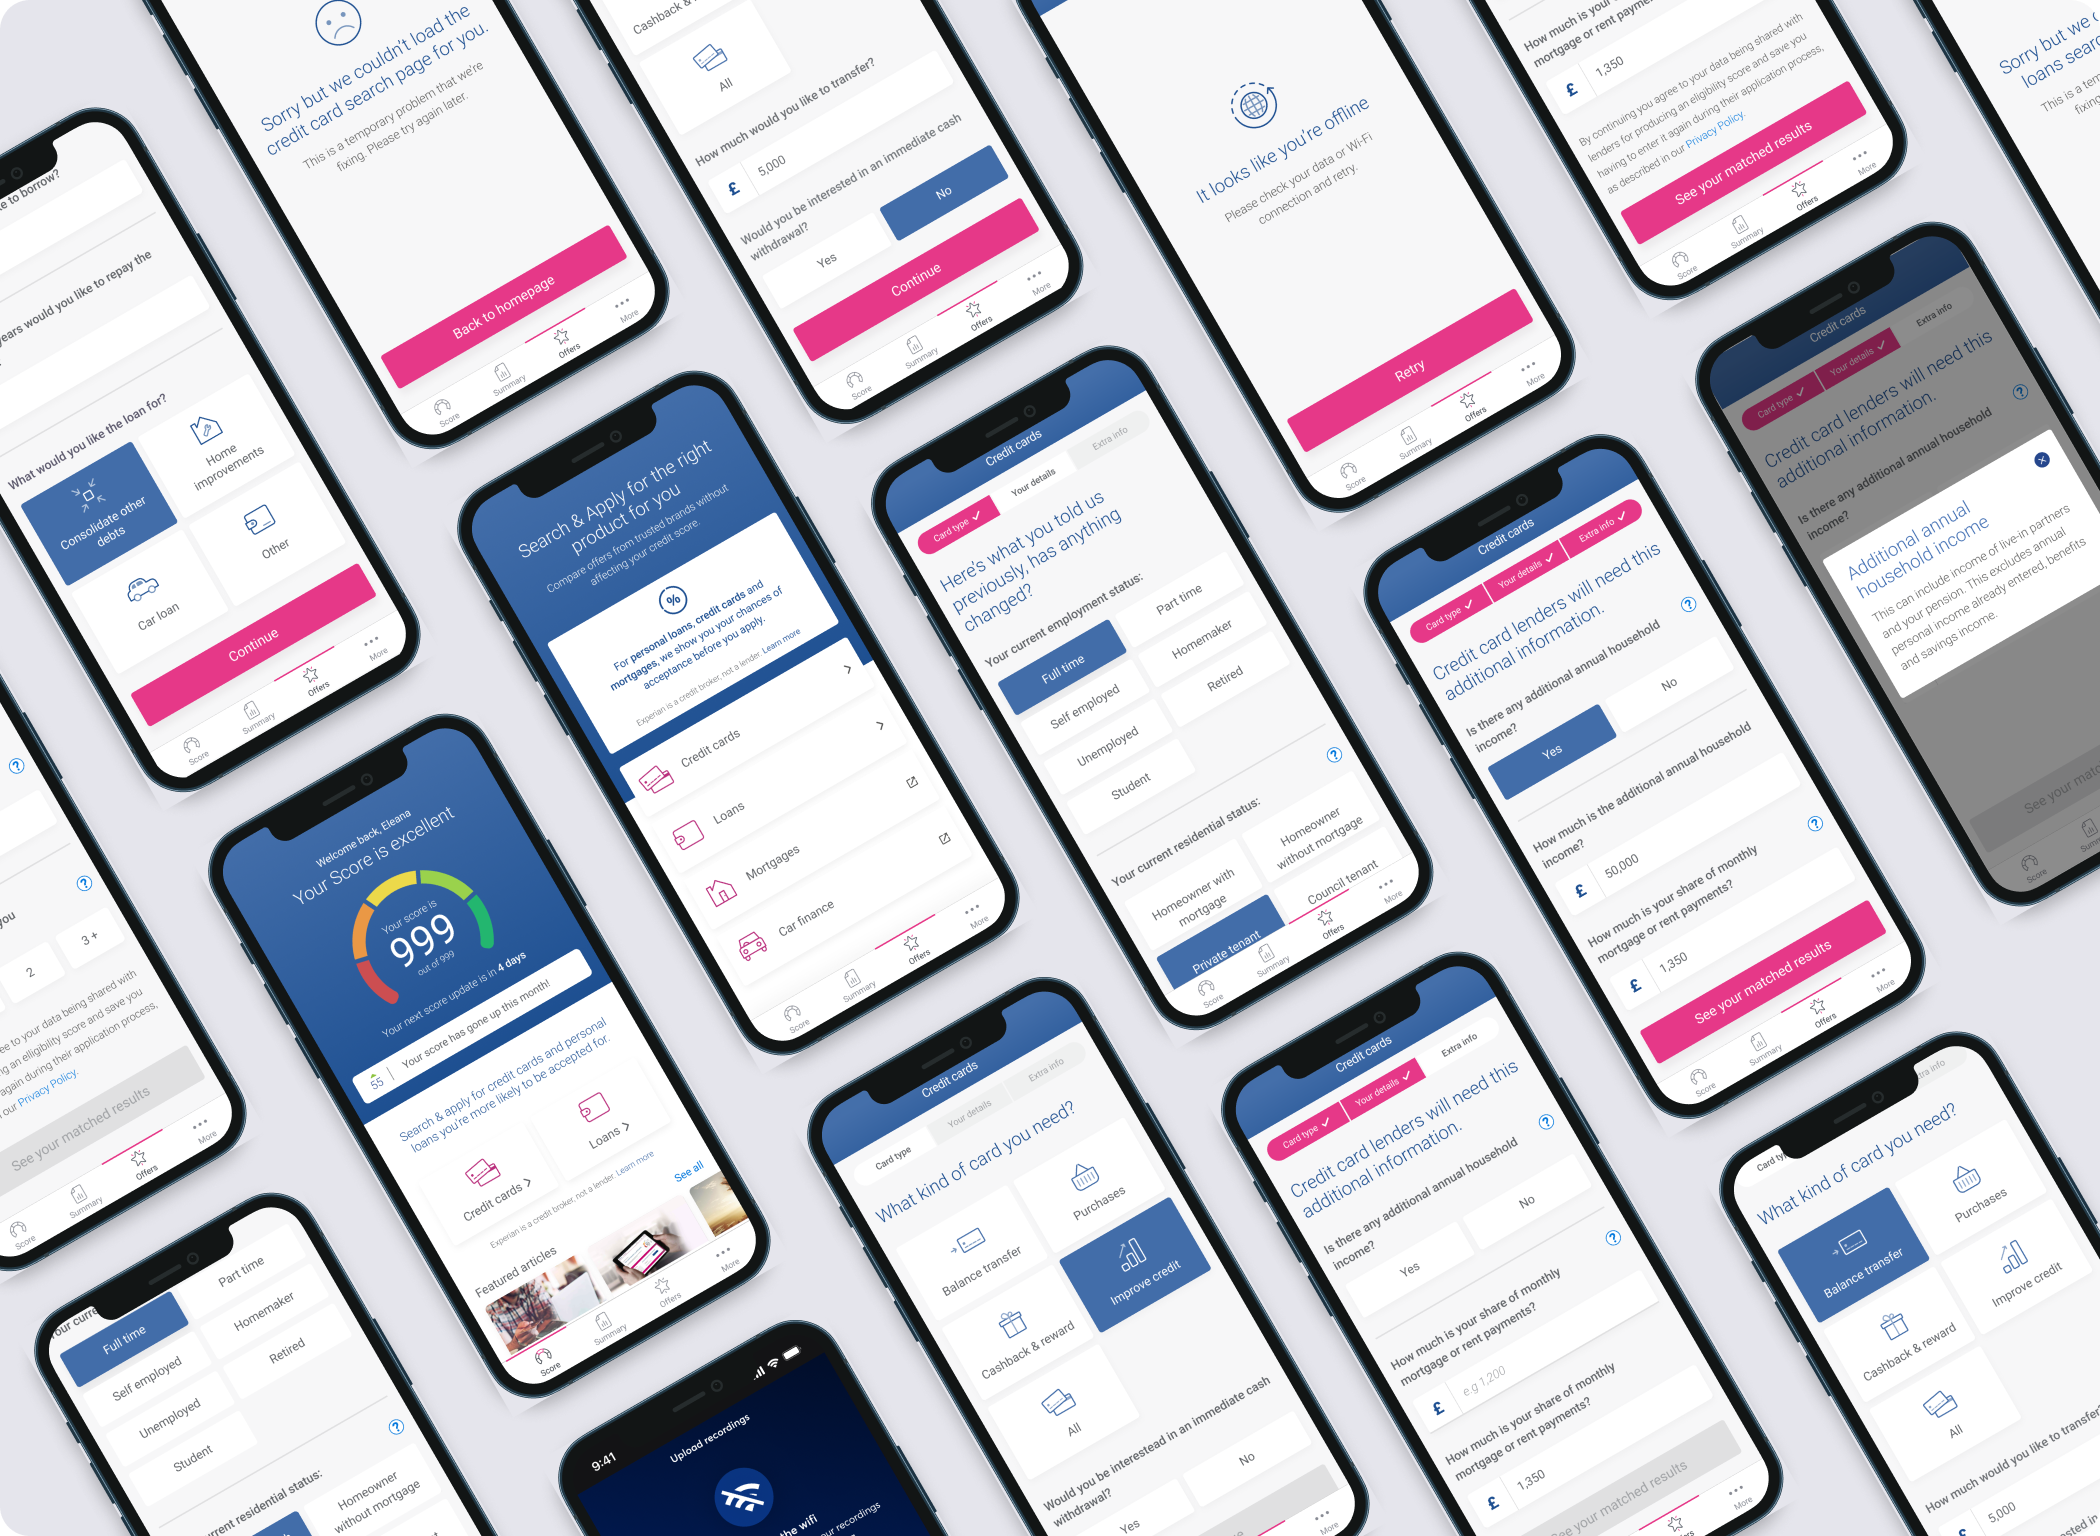 Sorry but we couldn't load the
credit card search page for you.
This is a temporary problem that we're
fixing. Please try again later.
Back to homepage
Score
Summary
Offers
More
Cashback &
All
How much would you like to transfer?
£
5,000
Would you be interested in an immediate cash
withdrawal?
Yes
No
Continue
Score
Summary
Offers
More
It looks like you're offline
Please check your data or Wi-Fi
connection and retry.
Retry
Score
Summary
Offers
More
How much is your
mortgage or rent
£
1,350
By continuing you agree to your data being shared with
lenders for producing an eligibility score and save you
having to enter it again during their application process,
as described in our Privacy Policy.
See your matched results
Score
Summary
Offers
More
Sorry but we
loans
This is a
fixing
to borrow?
years would you like to repay the
What would you like the loan for?
Consolidate other
debts
Home
improvements
Car loan
Other
Continue
Score
Summary
Offers
More
Search & Apply for the right
product for you
Compare offers from trusted brands without
affecting your credit score.
%
For personal loans, credit cards and
mortgages, we show you your chances of
acceptance before you apply.
Experian is a credit broker, not a lender. Learn more
Credit cards
Loans
Mortgages
Car finance
Score
Summary
Offers
More
Credit cards
Card type
Your details
Extra info
Here's what you told us
previously, has anything
changed?
Your current employment status:
Full time
Part time
Self employed
Homemaker
Unemployed
Retired
Student
?
Your current residential status:
Homeowner with
mortgage
Homeowner
without mortgage
Private tenant
Council tenant
Score
Summary
Offers
More
Credit cards
Card type
Your details
Extra info
Credit card lenders will need this
additional information.
Is there any additional annual household
income?
?
Yes
No
How much is the additional annual household
income?
£
50,000
?
How much is your share of monthly
mortgage or rent payments?
£
1,350
See your matched results
Score
Summary
Offers
More
Credit cards
Card type
Your details
Extra info
Credit card lenders will need this
additional information.
Is there any additional annual household
income?
?
Additional annual
household income
This can include income of live-in partners
and your pension. This excludes annual
personal income already entered, benefits
and savings income.
See your
Score
?
?
you
2
3 +
to your data being shared with
an eligibility score and save you
again during their application process,
our Privacy Policy.
See your matched results
Score
Summary
Offers
More
Welcome back, Eleana
Your Score is excellent
Your score is
999
out of 999
Your next score update is in 4 days
55
Your score has gone up this month!
Search & apply for credit cards and personal
loans you're more likely to be accepted for.
Credit cards
Loans
Experian is a credit broker, not a lender. Learn more
Featured articles
See all
Score
Summary
Offers
More
Credit cards
Card type
Your details
Extra info
What kind of card you need?
Balance transfer
Purchases
Cashback & reward
Improve credit
All
Would you be interestead in an immediate cash
withdrawal?
Yes
No
More
Credit cards
Card type
Your details
Extra info
Credit card lenders will need this
additional information.
Is there any additional annual household
income?
?
Yes
No
How much is your share of monthly
mortgage or rent payments?
?
£
e.g 1,200
How much is your share of monthly
mortgage or rent payments?
£
1,350
See your matched results
More
Card
info
What kind of card you need?
Balance transfer
Purchases
Cashback & reward
Improve credit
All
How much would you like to transfer
£
5,000
Full time
Part time
Self employed
Homemaker
Unemployed
Retired
Student
?
residential status:
Homeowner
without mortgage
9:41
Upload recordings
the wifi
recordings